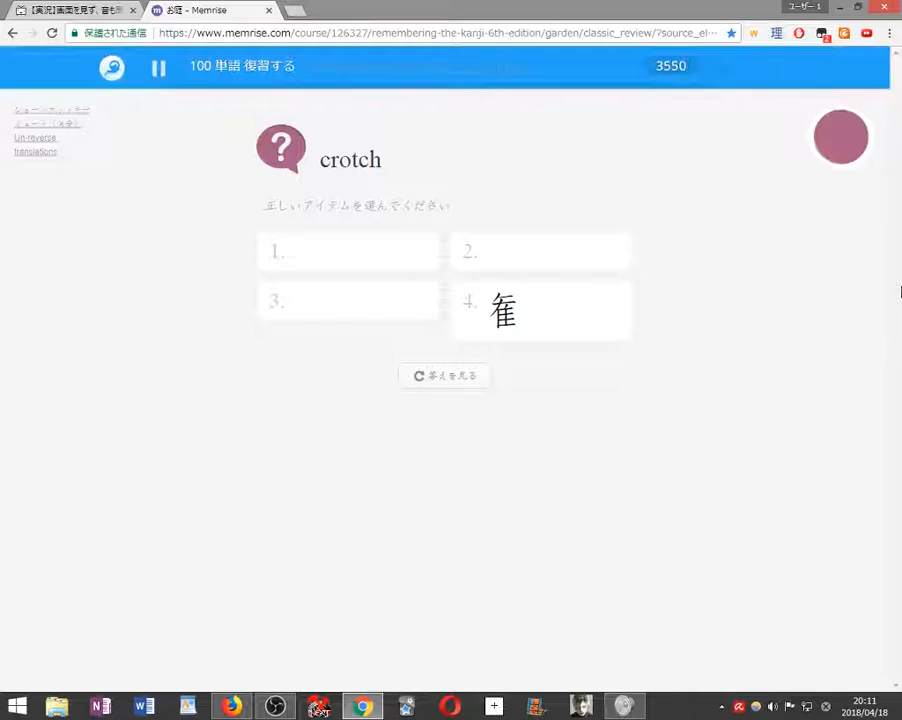 【実況】画面を見ず、音も
お庭 - Memrise
ユーザー 1
保護された通信
https://www.memrise.com/course/126327/remembering-the-kanji-6th-edition/garden/classic_review/?source_el...
100 単語 復習する
3550
Un-reverse
translations
?
crotch
正しいアイテムを選んでください
1.
2.
3.
4.
答えを見る
20:11
2018/04/18